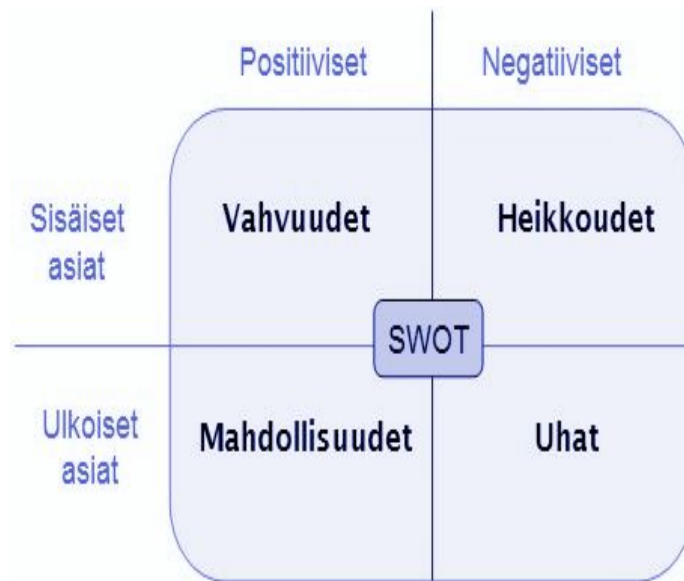 Positiiviset Negatiiviset
Sisäiset
asiat
Vahvuudet Heikkoudet
SWOT
Ulkoiset
asiat
Mahdollisuudet Uhat